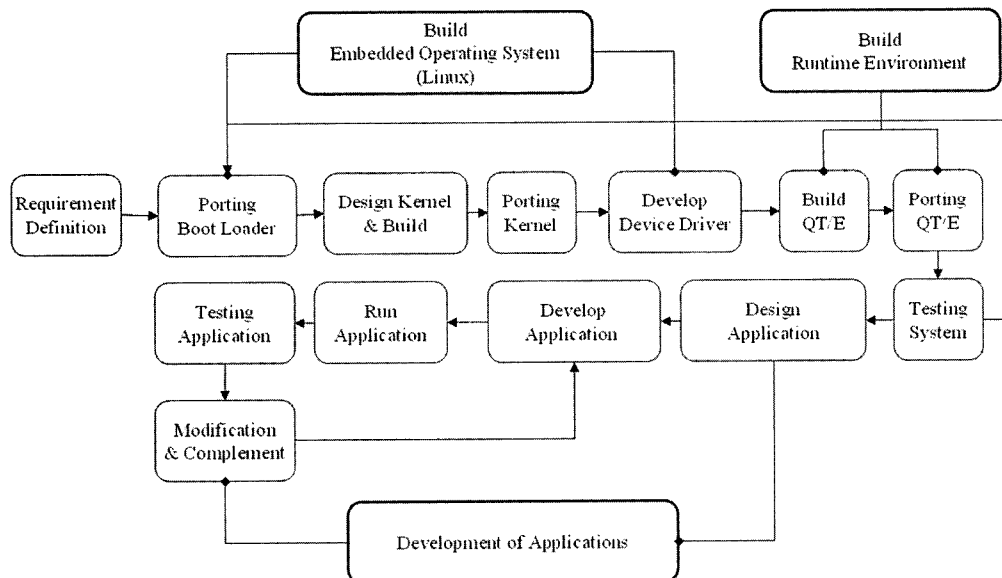 Build
Embedded Operating System
(Linux)
Build
Runtime Environment
Requirement
Definition
Porting
Boot Loader
Design Kernel
& Build
Porting
Kernel
Develop
Device Driver
Build
QT/E
Porting
QT/E
Testing
Application
Run
Application
Develop
Application
Design
Application
Testing
System
Modification
& Complement
Development of Applications